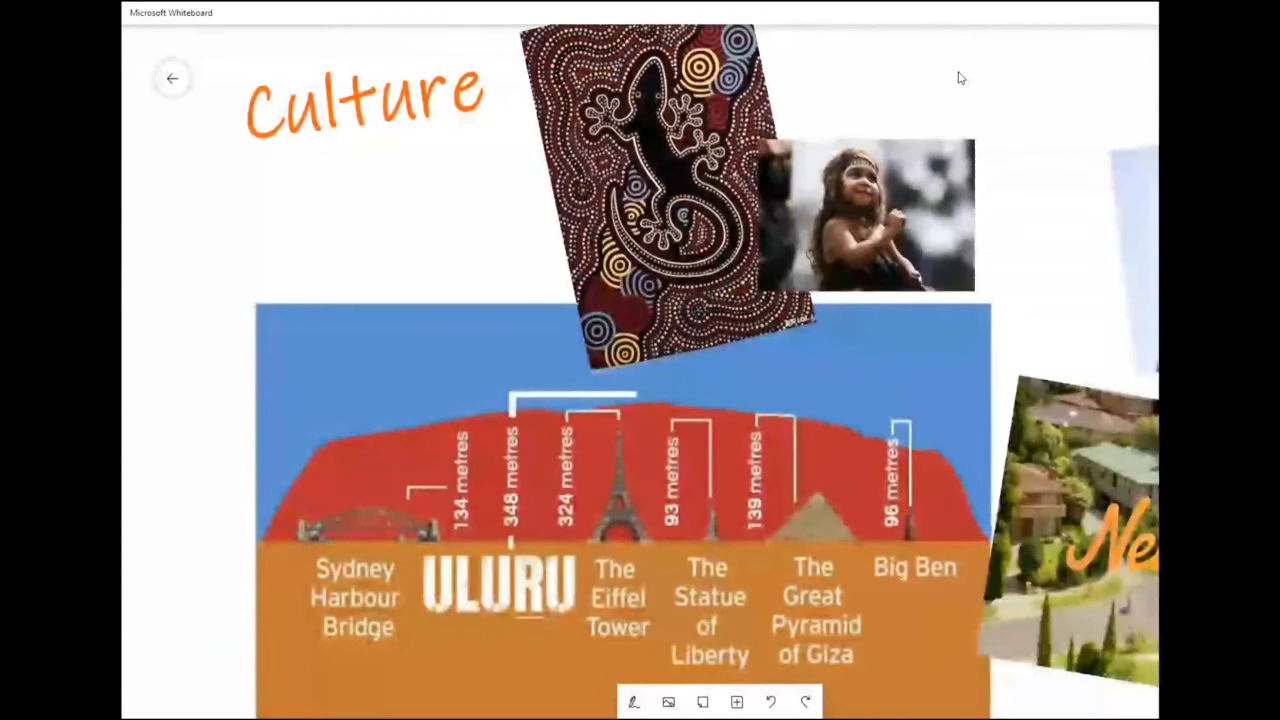 Microsoft Whiteboard
Culture
134 metres
348 metres
324 metres
93 metres
139 metres
96 metres
Sydney
Harbour
Bridge
ULURU
The
Eiffel
Tower
The
Statue
of
Liberty
The
Great
Pyramid
of Giza
Big Ben
Ne